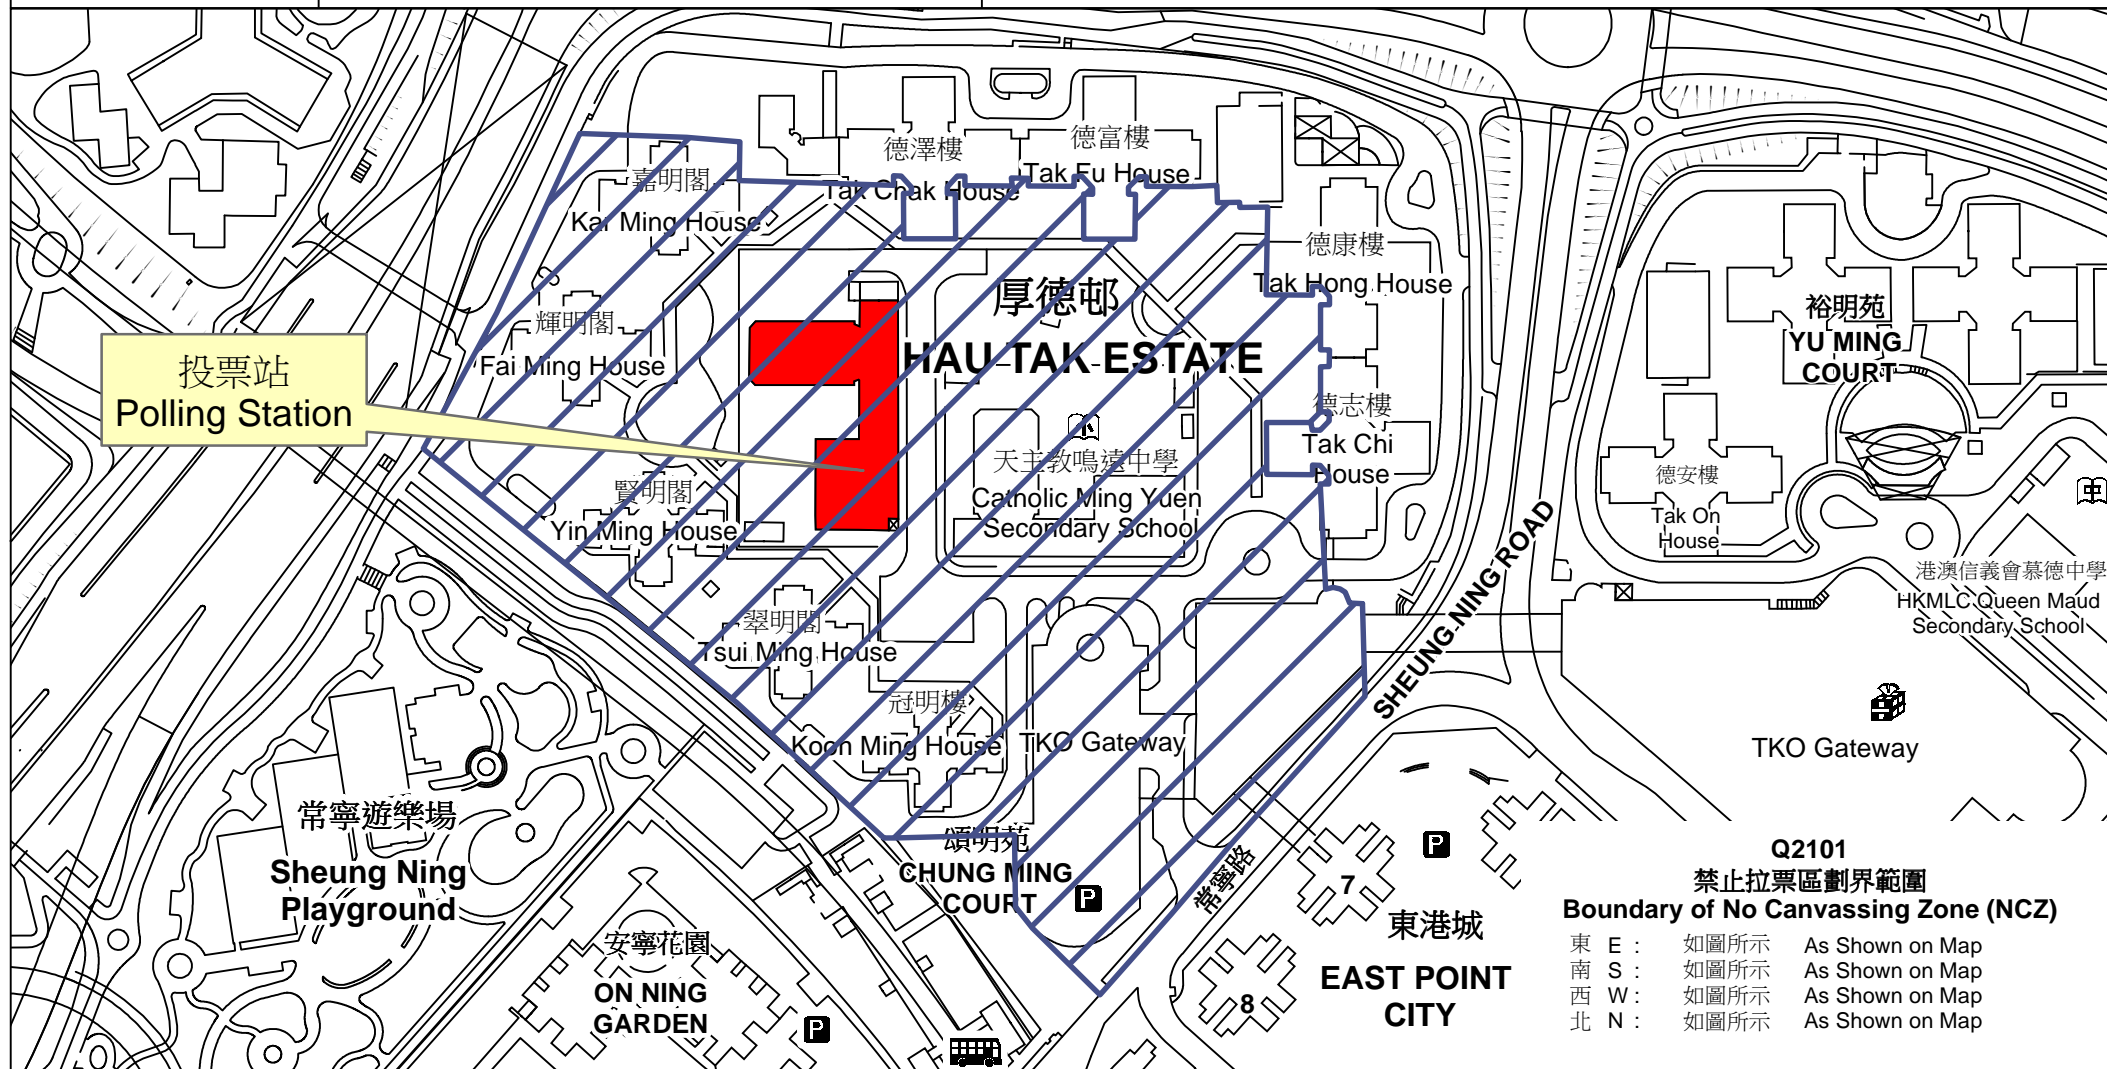 德澤樓
Tak Chak House
德富樓
Tak Fu House
嘉明閣
Kai Ming House
德康樓
Tak Hong House
厚德邨
HAU TAK ESTATE
裕明苑
YU MING
COURT
輝明閣
Fai Ming House
投票站
Polling Station
德志樓
Tak Chi
House
天主教鳴遠中學
Catholic Ming Yuen
Secondary School
德安樓
Tak On
House
賢明閣
Yin Ming House
SHEUNG NING ROAD
港澳信義會慕德中學
HKMLC Queen Maud
Secondary School
翠明閣
Tsui Ming House
冠明樓
Koon Ming House
TKO Gateway
TKO Gateway
常寧遊樂場
Sheung Ning
Playground
頌明苑
CHUNG MING
COURT
P
常寧路
7
P
8
東港城
EAST POINT
CITY
安寧花園
ON NING
GARDEN
P
Q2101
禁止拉票區劃界範圍
Boundary of No Canvassing Zone (NCZ)
東 E : 如圖所示 As Shown on Map
南 S : 如圖所示 As Shown on Map
西 W : 如圖所示 As Shown on Map
北 N : 如圖所示 As Shown on Map